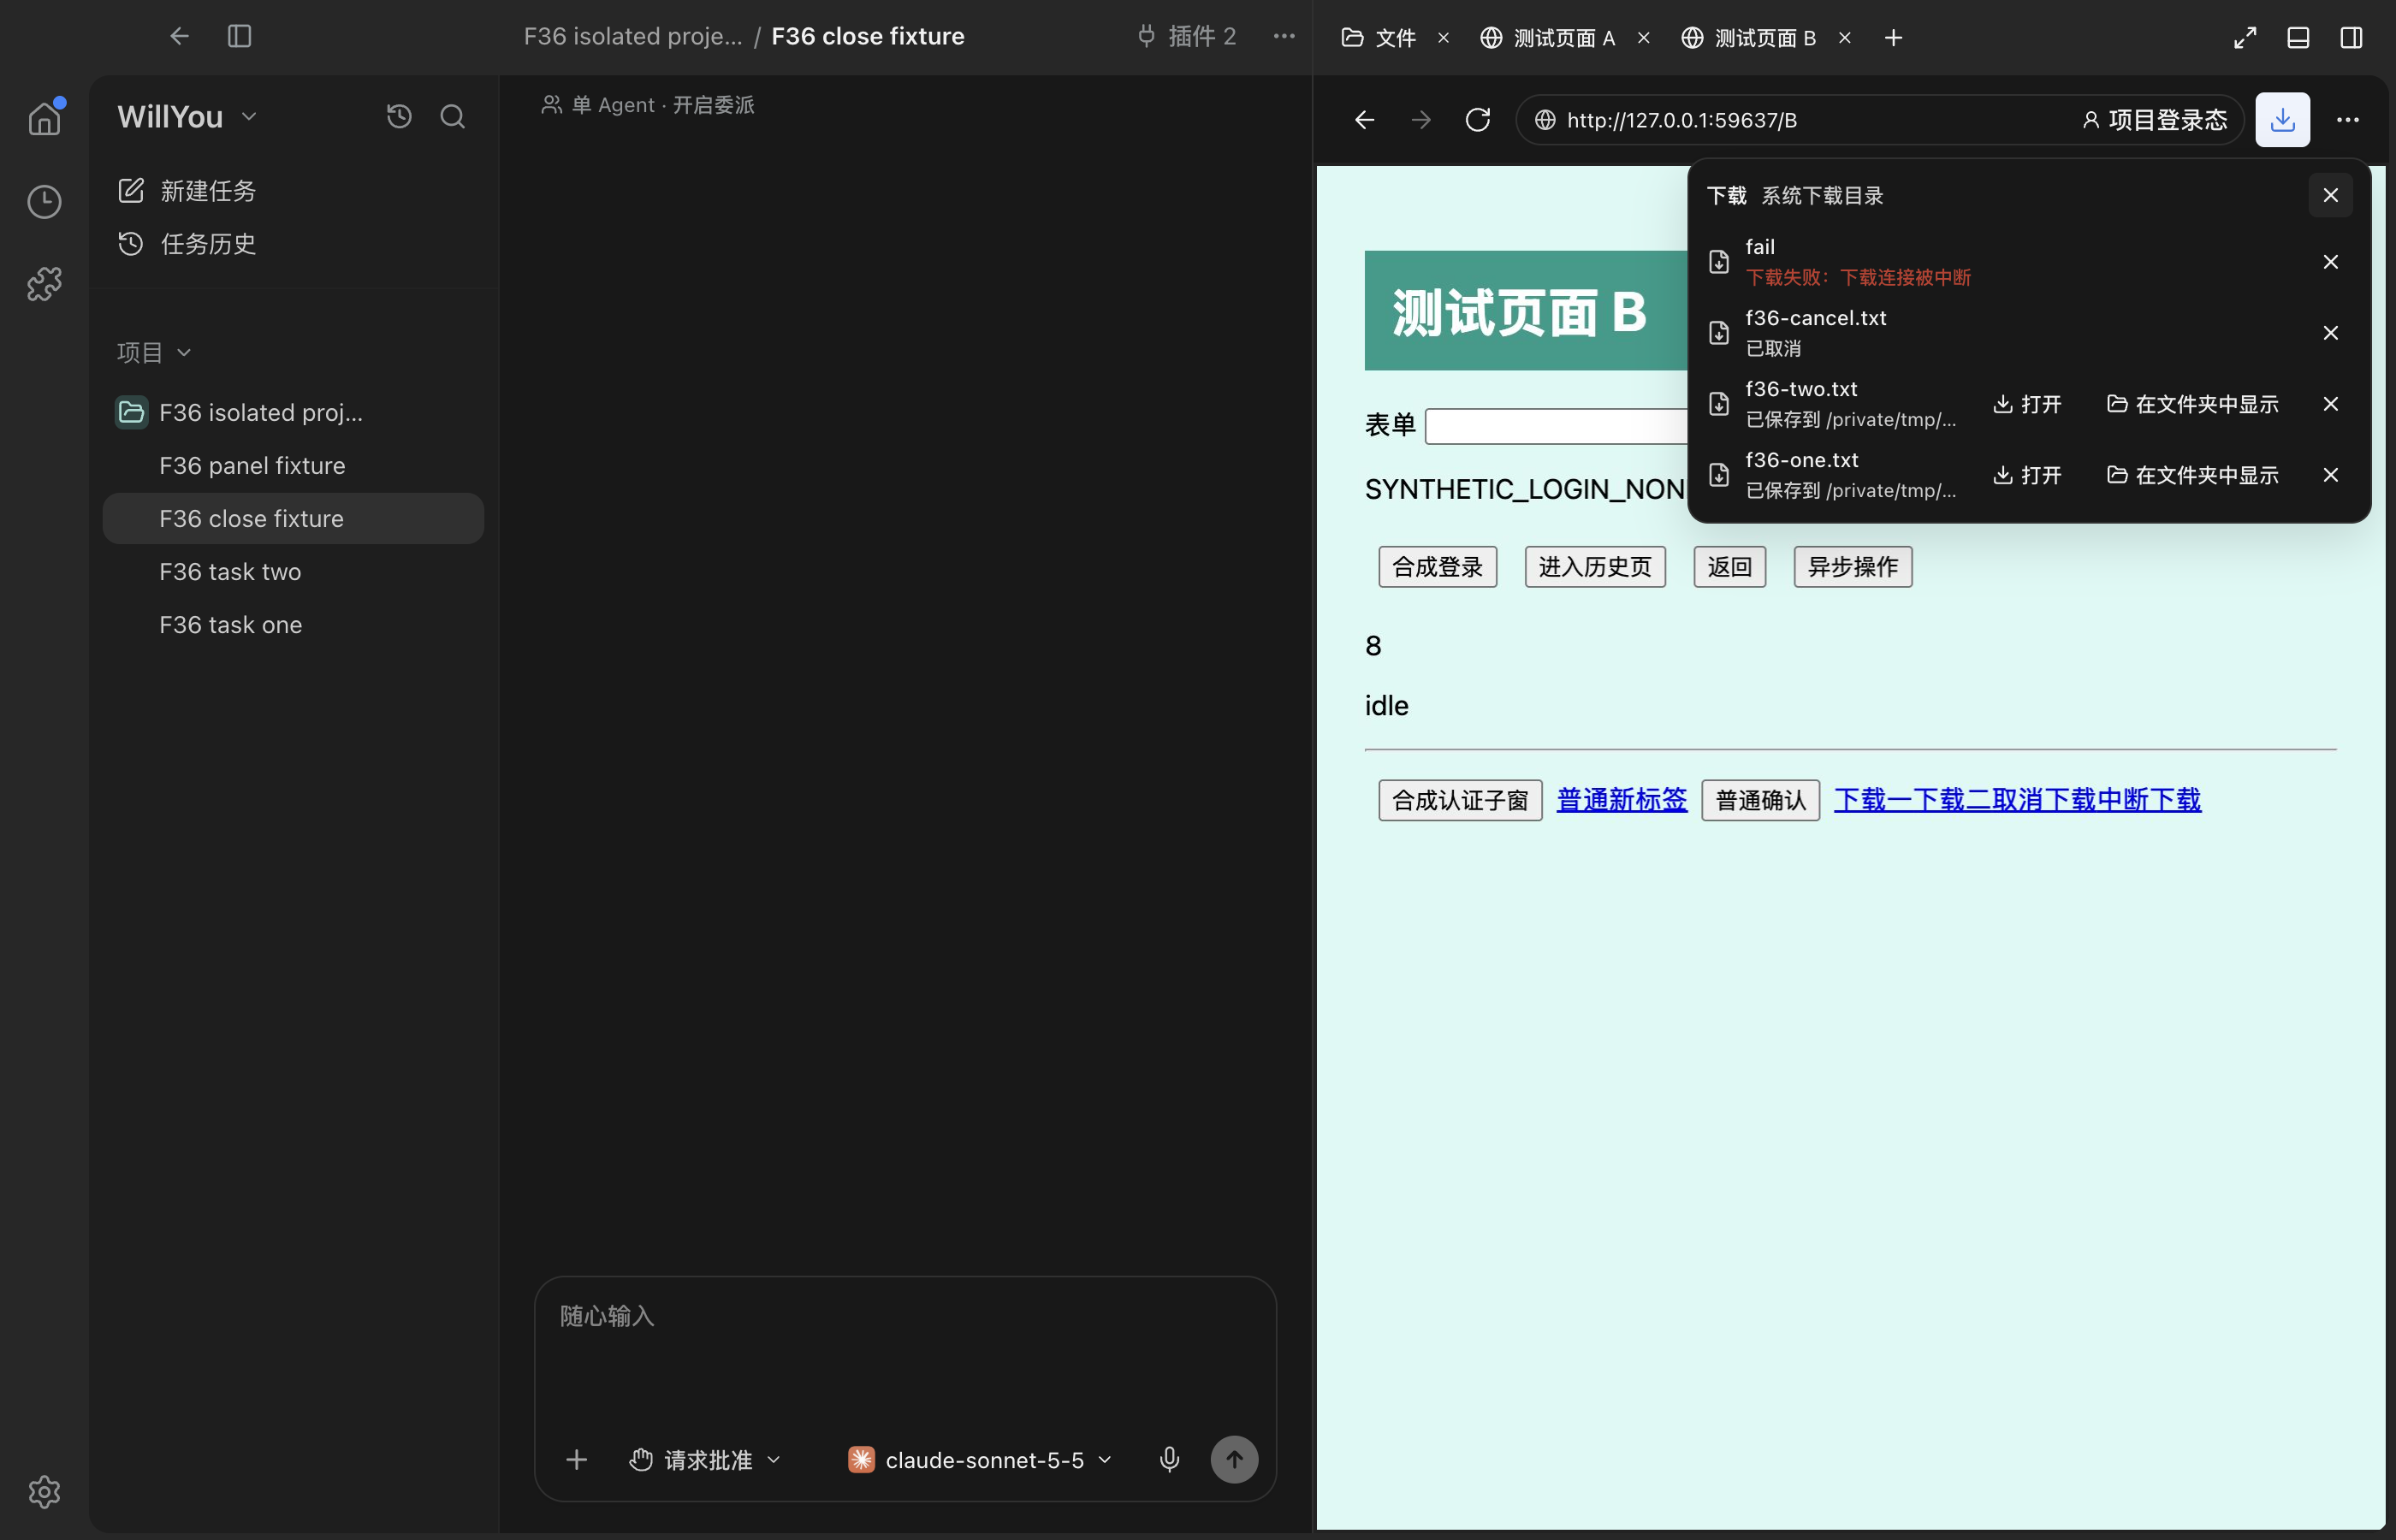 F36 isolated proje... / F36 close fixture
插件 2
文件
测试页面 A
测试页面 B
WillYou
新建任务
任务历史
项目
F36 isolated proj...
F36 panel fixture
F36 close fixture
F36 task two
F36 task one
单 Agent · 开启委派
随心输入
请求批准
claude-sonnet-5-5
http://127.0.0.1:59637/B
项目登录态
下载 系统下载目录
fail
下载失败：下载连接被中断
f36-cancel.txt
已取消
f36-two.txt
已保存到 /private/tmp/...
打开
在文件夹中显示
f36-one.txt
已保存到 /private/tmp/...
打开
在文件夹中显示
测试页面 B
表单
SYNTHETIC_LOGIN_NON
合成登录
进入历史页
返回
异步操作
8
idle
合成认证子窗
普通新标签
普通确认
下载一下载二取消下载中断下载